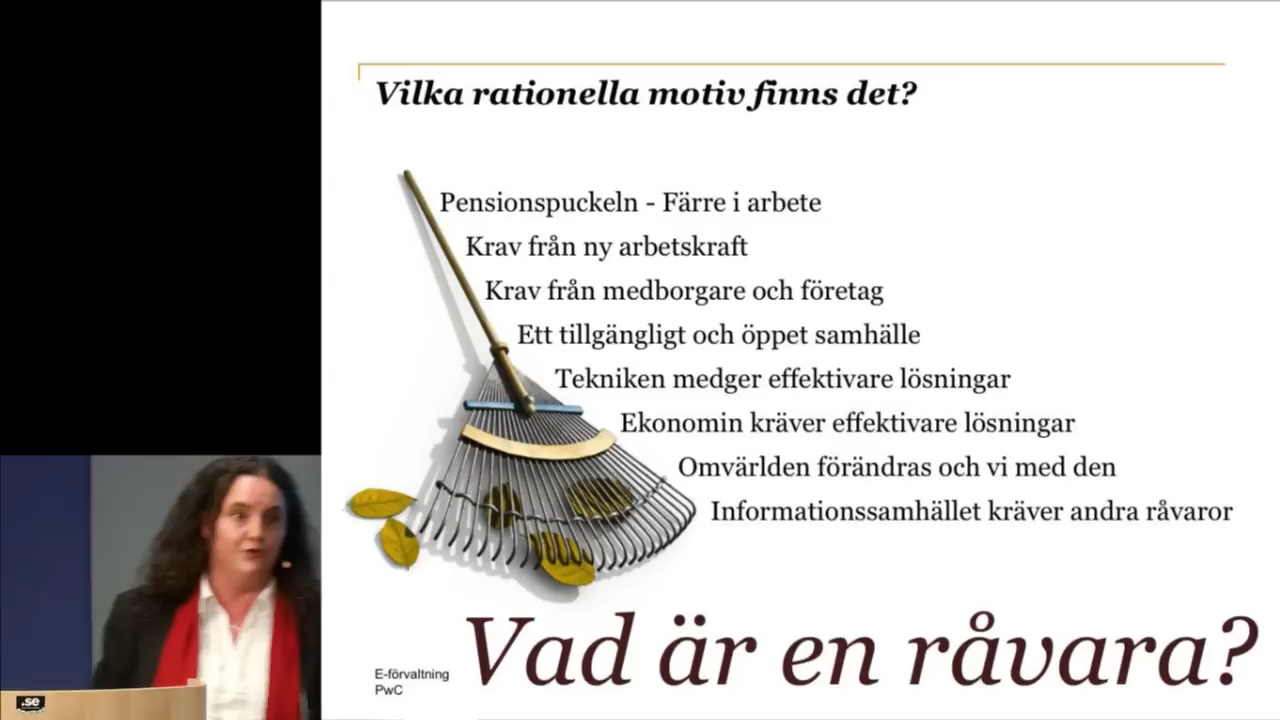 Vilka rationella motiv finns det?
Pensionspuckeln - Färre i arbete
Krav från ny arbetskraft
Krav från medborgare och företag
Ett tillgängligt och öppet samhälle
Tekniken medger effektivare lösningar
Ekonomin kräver effektivare lösningar
Omvärlden förändras och vi med den
Informationssamhället kräver andra råvaror
Vad är en råvara?
E-förvaltning
PwC
.se